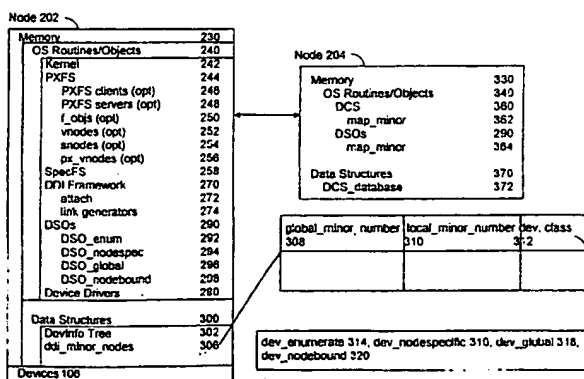 Node 202
Memory 230
OS Routines/Objects 240
Kernel 242
PXFS 244
PXFS clients (opt) 246
PXFS servers (opt) 248
f_objs (opt) 250
vnodes (opt) 252
snodes (opt) 254
px_vnodes (opt) 256
SpecFS 258
DDI Framework 270
attach 272
link generators 274
DSOs 290
DSO_enum 292
DSO_nodespec 294
DSO_global 296
DSO_nodebound 298
Device Drivers 280
Data Structures 300
DevInfo Tree 302
ddi_minor_nodes 306
Devices 106
Node 204
Memory 330
OS Routines/Objects 340
DCS 360
map_minor 362
DSOs 290
map_minor 364
Data Structures 370
DCS_database 372
global_minor_number local_minor_number dev. class
308 310 312
dev_enumerate 314, dev_nodespecific 316, dev_global 318,
dev_nodebound 320